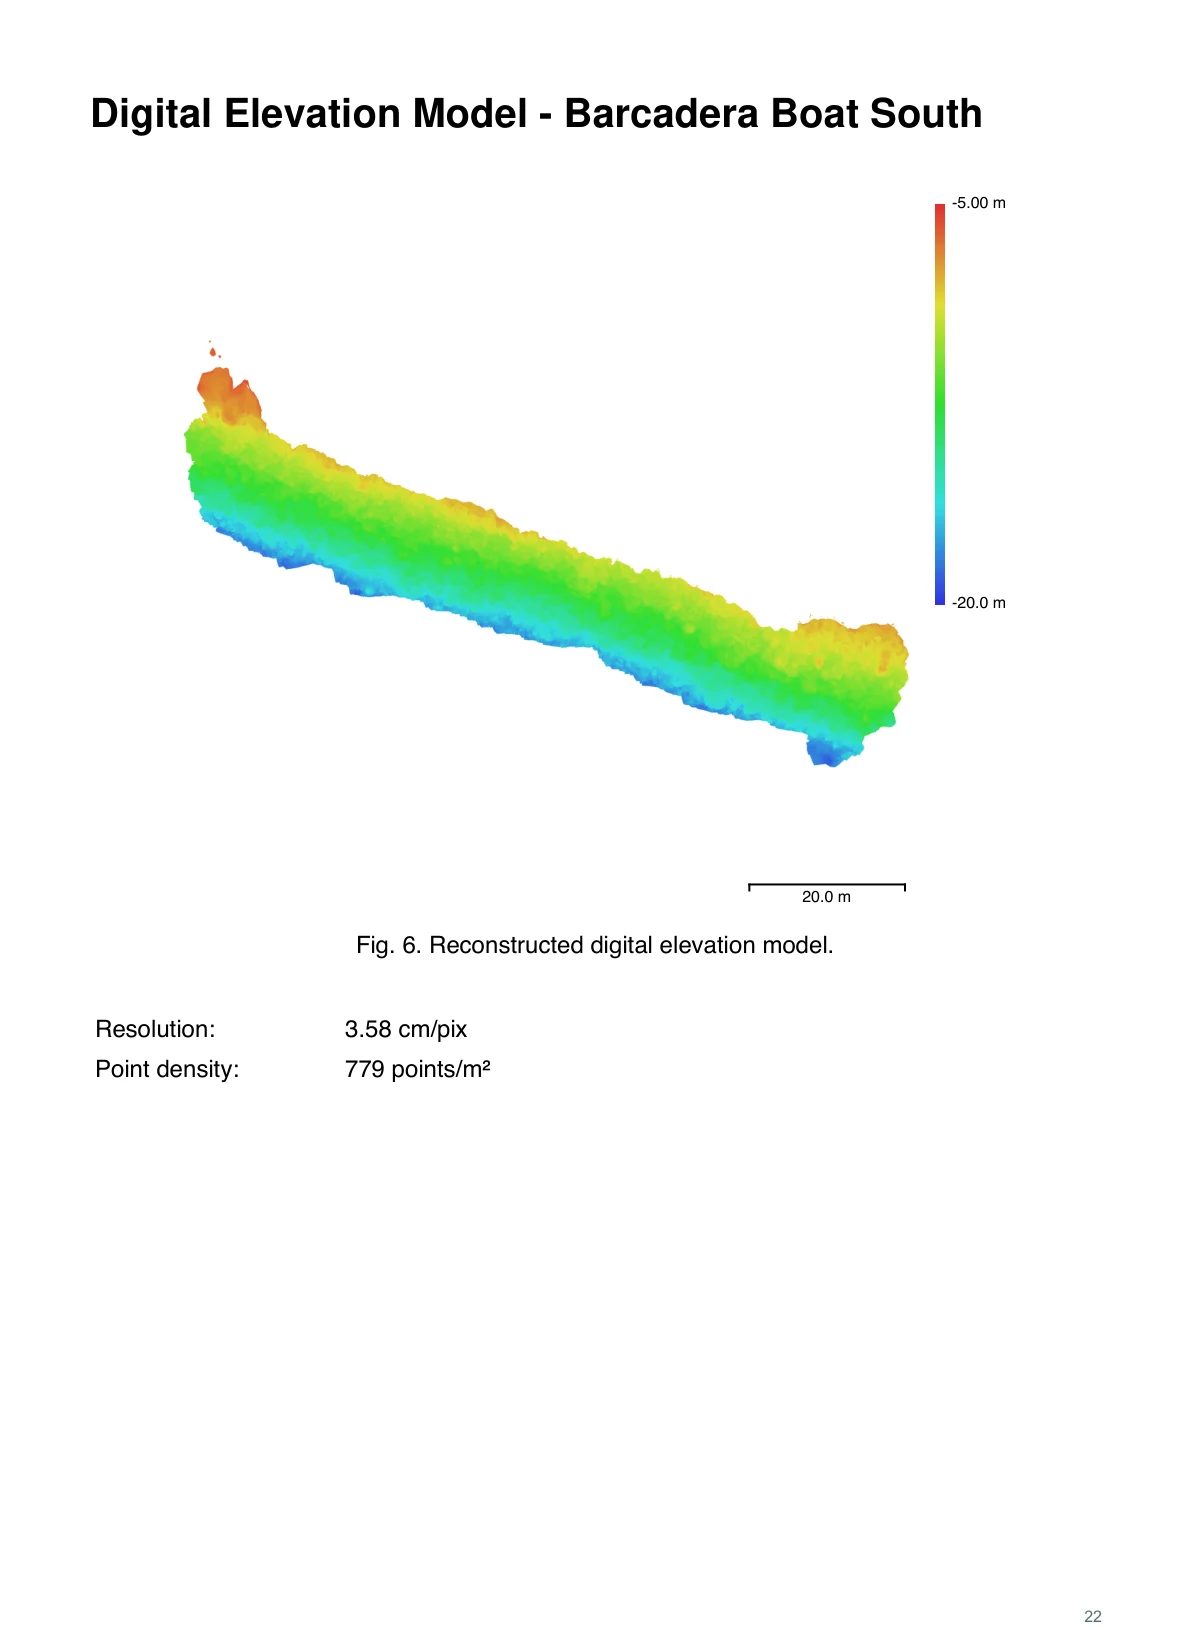 Digital Elevation Model - Barcadera Boat South
-5.00 m
-20.0 m
20.0 m
Fig. 6. Reconstructed digital elevation model.
Resolution: 3.58 cm/pix
Point density: 779 points/m²
22